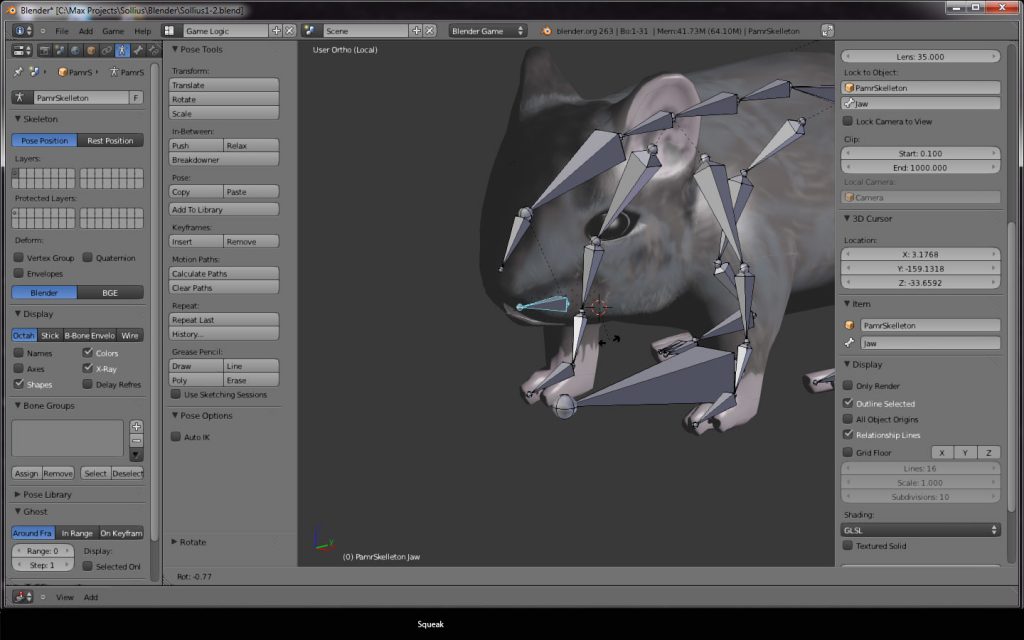 Blender* [C:\Max Projects\Sollius\Blender\Sollius1-2.blend]
File Add Game Help
Game Logic
Scene
Blender Game
blender.org 263 | Bo:1-31 | Mem:41.73M (64.10M) | PamrSkelleton
PamrS
PamrS
PamrSkelleton
F
Skeleton
Pose Position
Rest Position
Layers:
Protected Layers:
Deform:
Vertex Group
Quaternion
Envelopes
Blender
BGE
Display
Octah
Stick
B-Bone
Envelo
Wire
Names
Colors
Axes
X-Ray
Shapes
Delay Refres
Bone Groups
Assign
Remove
Select
Deselect
Pose Library
Ghost
Around Fra
In Range
On Keyfram
Range: 0
Display:
Step: 1
Selected Onl
Pose Tools
Transform:
Translate
Rotate
Scale
In-Between:
Push
Relax
Breakdowner
Pose:
Copy
Paste
Add To Library
Keyframes:
Insert
Remove
Motion Paths:
Calculate Paths
Clear Paths
Repeat:
Repeat Last
History...
Grease Pencil:
Draw
Line
Poly
Erase
Use Sketching Sessions
Pose Options
Auto IK
Rotate
User Ortho (Local)
(0) PamrSkelleton Jaw
Lens: 35.000
Lock to Object:
PamrSkelleton
Jaw
Lock Camera to View
Clip:
Start: 0.100
End: 1000.000
Local Camera:
Camera
3D Cursor
Location:
X: 3.1768
Y: -159.1318
Z: -33.6592
Item
PamrSkelleton
Jaw
Display
Only Render
Outline Selected
All Object Origins
Relationship Lines
Grid Floor
X
Y
Z
Lines: 16
Scale: 1.000
Subdivisions: 10
Shading:
GLSL
Textured Solid
Rot: -0.77
View Add
Squeak